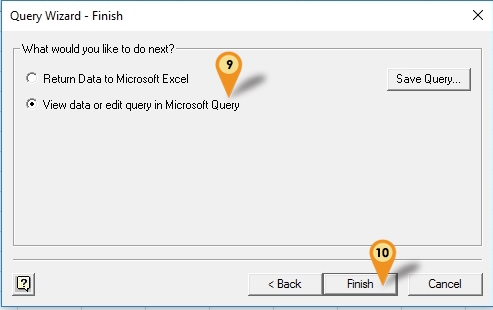 Query Wizard - Finish
What would you like to do next?
9
Return Data to Microsoft Excel
Save Query...
View data or edit query in Microsoft Query
10
?
< Back
Finish
Cancel